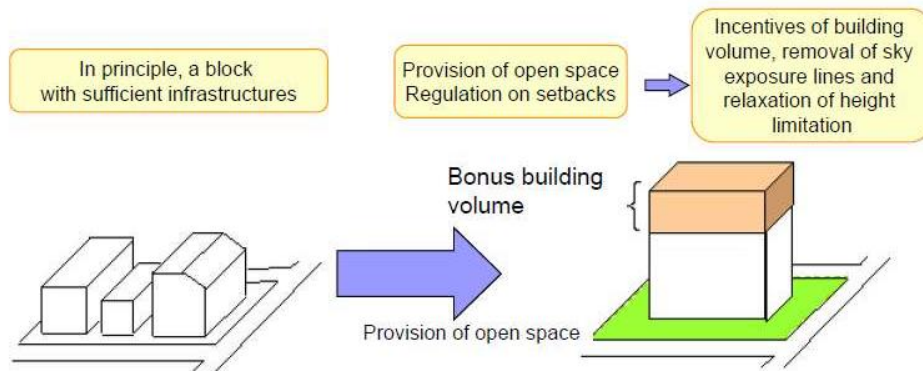 In principle, a block
with sufficient infrastructures
Provision of open space
Regulation on setbacks
Incentives of building
volume, removal of sky
exposure lines and
relaxation of height
limitation
Bonus building
volume
Provision of open space